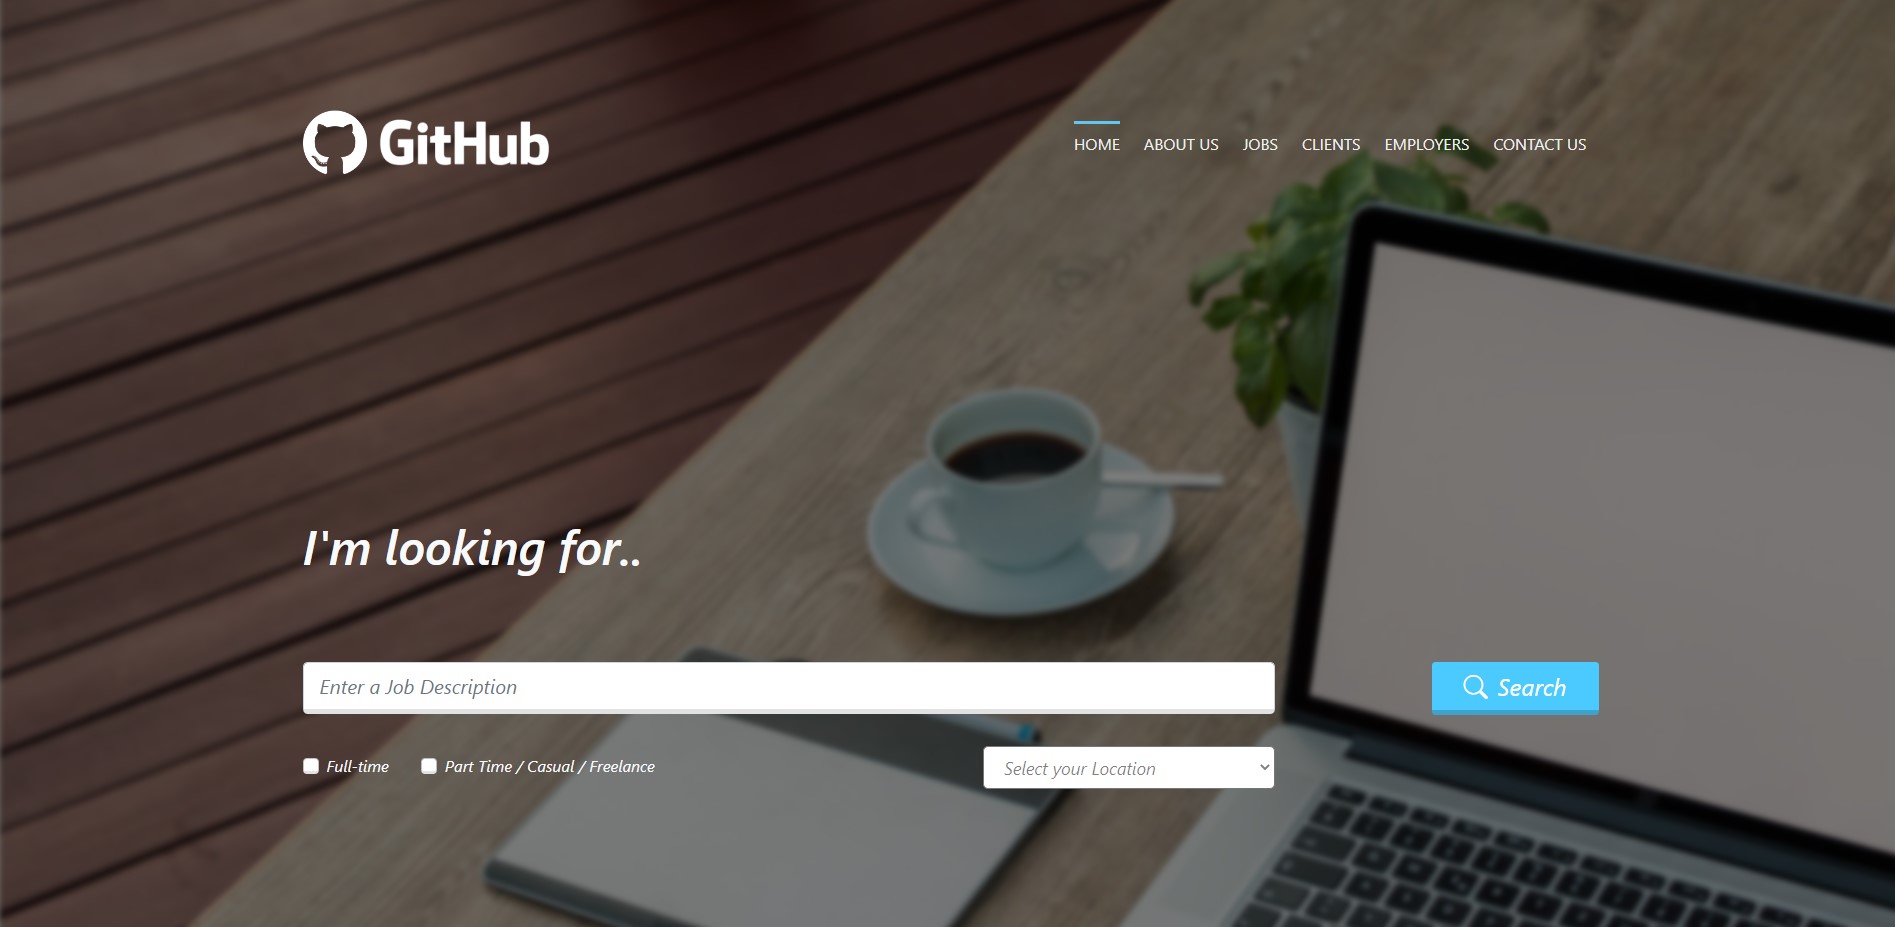 GitHub
HOME ABOUT US JOBS CLIENTS EMPLOYERS CONTACT US
I'm looking for..
Enter a Job Description
Search
Full-time Part Time / Casual / Freelance Select your Location